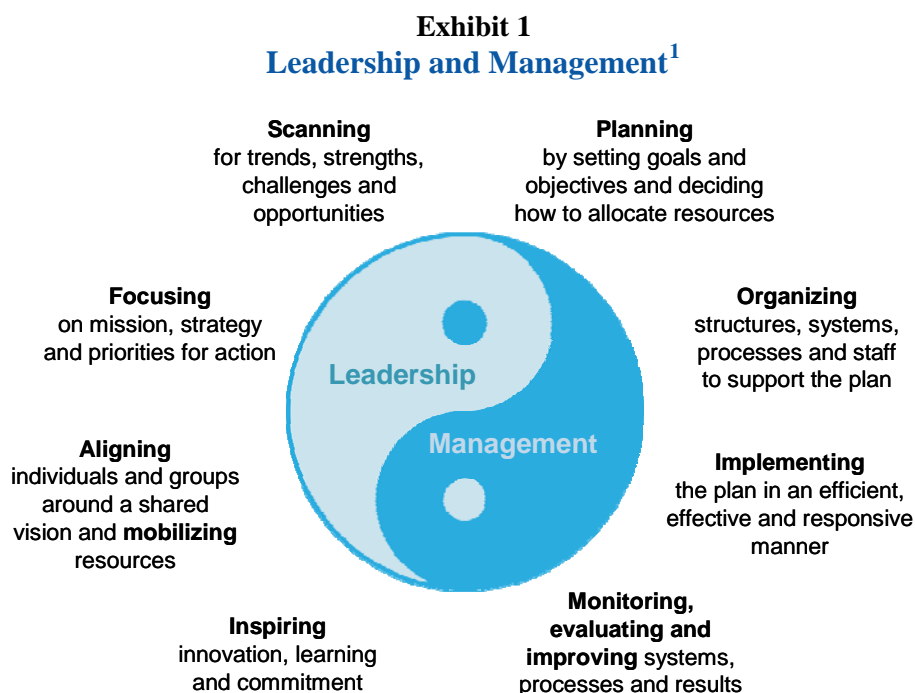 Exhibit 1
Leadership and Management1
Scanning
for trends, strengths,
challenges and
opportunities
Planning
by setting goals and
objectives and deciding
how to allocate resources
Focusing
on mission, strategy
and priorities for action
Organizing
structures, systems,
processes and staff
to support the plan
Leadership
Management
Aligning
individuals and groups
around a shared
vision and mobilizing
resources
Implementing
the plan in an efficient,
effective and responsive
manner
Inspiring
innovation, learning
and commitment
Monitoring,
evaluating and
improving systems,
processes and results